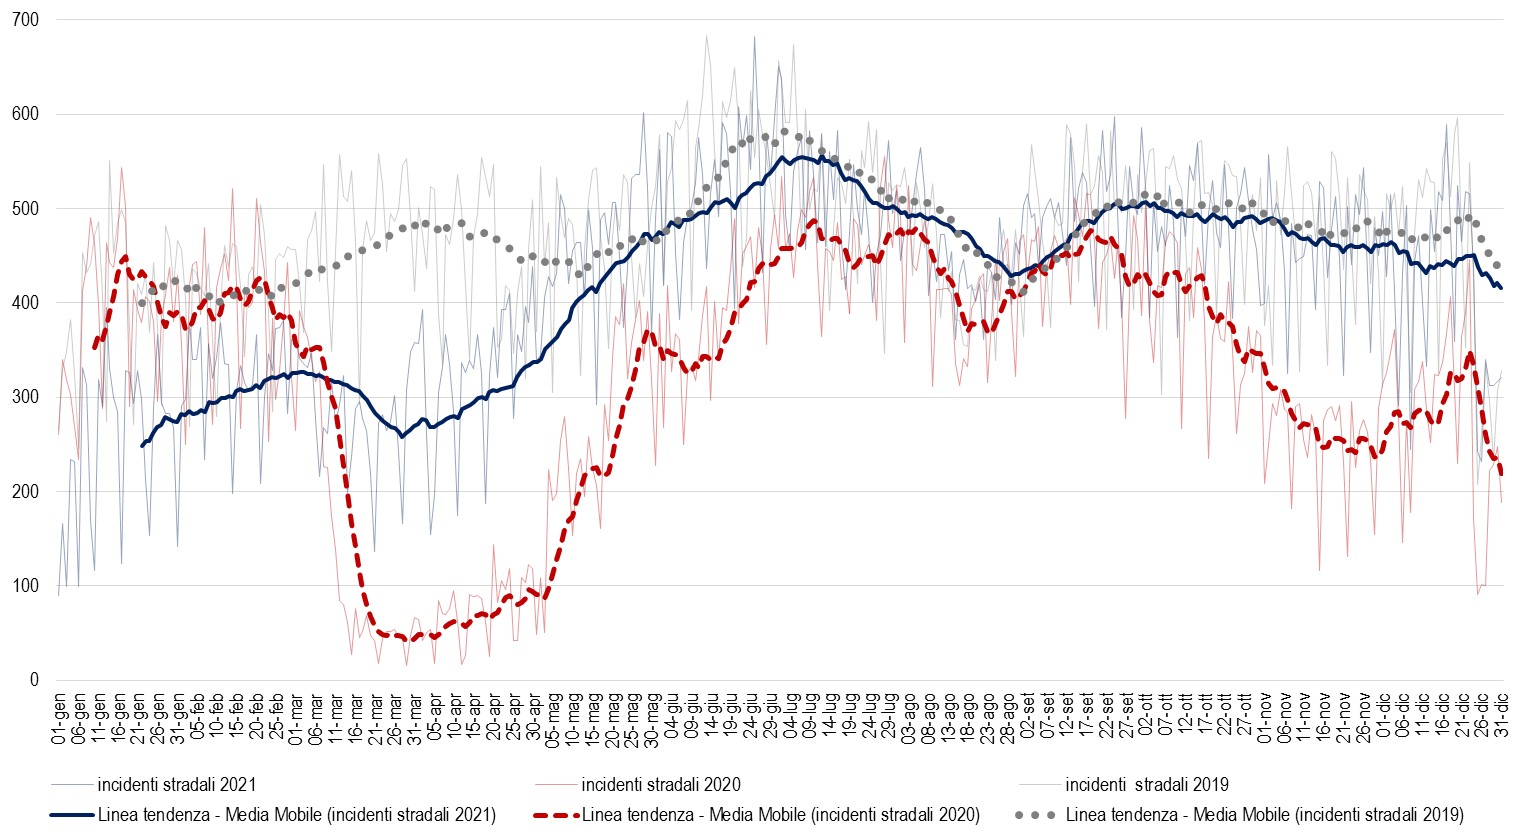 700
600
500
400
300
200
100
0
01-gen
06-gen
11-gen
16-gen
21-gen
26-gen
31-gen
05-feb
10-feb
15-feb
20-feb
25-feb
01-mar
06-mar
11-mar
16-mar
21-mar
26-mar
31-mar
05-apr
10-apr
15-apr
20-apr
25-apr
30-apr
05-mag
10-mag
15-mag
20-mag
25-mag
30-mag
04-giu
09-giu
14-giu
19-giu
24-giu
29-giu
04-lug
09-lug
14-lug
19-lug
24-lug
29-lug
03-ago
08-ago
13-ago
18-ago
23-ago
28-ago
02-set
07-set
12-set
17-set
22-set
27-set
02-ott
07-ott
12-ott
17-ott
22-ott
27-ott
01-nov
06-nov
11-nov
16-nov
21-nov
26-nov
01-dic
06-dic
11-dic
16-dic
21-dic
26-dic
31-dic
incidenti stradali 2021 incidenti stradali 2020 incidenti stradali 2019
Linea tendenza - Media Mobile (incidenti stradali 2021) Linea tendenza - Media Mobile (incidenti stradali 2020) Linea tendenza - Media Mobile (incidenti stradali 2019)